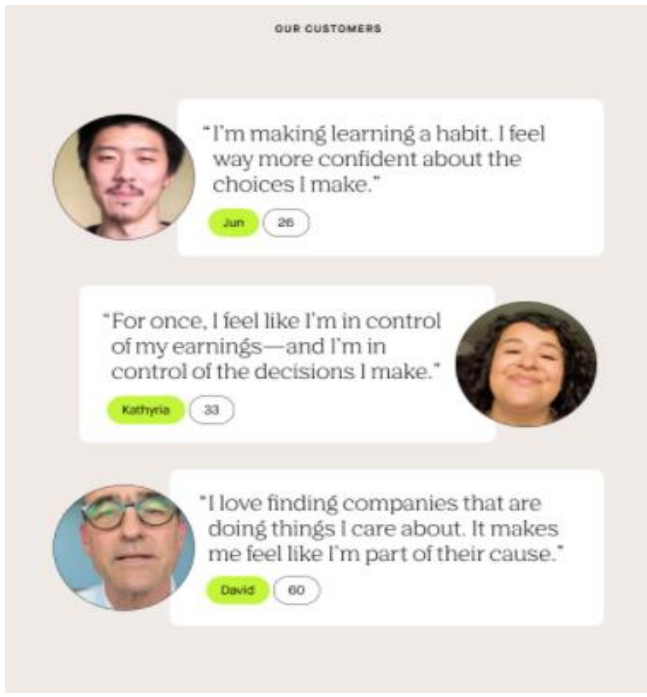 OUR CUSTOMERS
“I’m making learning a habit. I feel
way more confident about the
choices I make.”
Jun 26
“For once, I feel like I’m in control
of my earnings—and I’m in
control of the decisions I make.”
Kathyria 33
“I love finding companies that are
doing things I care about. It makes
me feel like I’m part of their cause.”
David 60